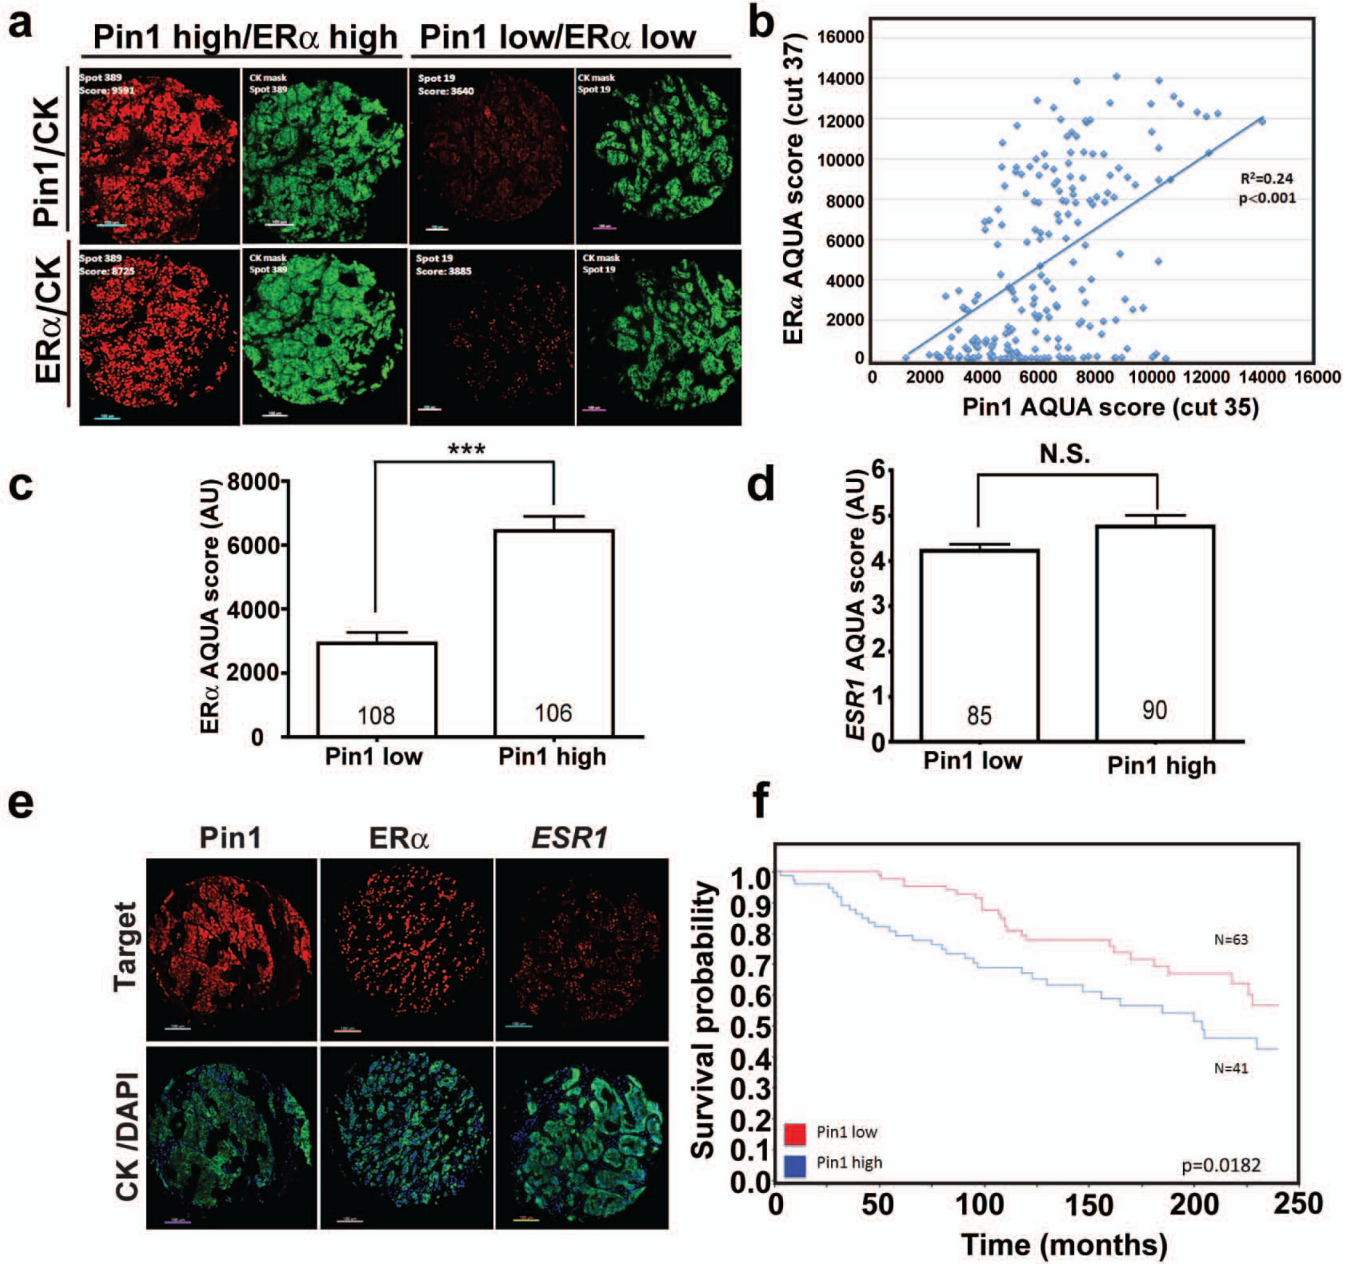 a
Pin1 high/ERα high
Pin1 low/ERα low
Pin1/CK
ERα/CK
Spot 389
Score: 9591
CK mask
Spot 389
Spot 19
Score: 3640
CK mask
Spot 19
Spot 389
Score: 8725
CK mask
Spot 389
Spot 19
Score: 3885
CK mask
Spot 19
b
ERα AQUA score (cut 37)
16000
14000
12000
10000
8000
6000
4000
2000
0
R²=0.24
p<0.001
0 2000 4000 6000 8000 10000 12000 14000 16000
Pin1 AQUA score (cut 35)
c
ERα AQUA score (AU)
8000
6000
4000
2000
0
***
108
106
Pin1 low
Pin1 high
d
ESR1 AQUA score (AU)
6
5
4
3
2
1
0
N.S.
85
90
Pin1 low
Pin1 high
e
Pin1
ERα
ESR1
Target
CK /DAPI
f
Survival probability
1.0
0.9
0.8
0.7
0.6
0.5
0.4
0.3
0.2
0.1
0.0
N=63
N=41
Pin1 low
Pin1 high
p=0.0182
0 50 100 150 200 250
Time (months)